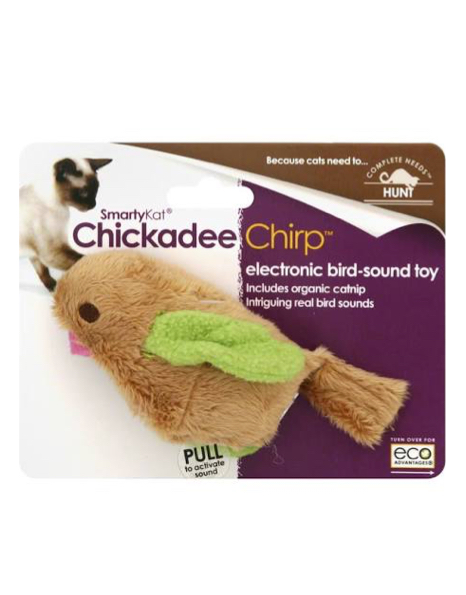 Because cats need to...
COMPLETE NEEDS™
HUNT
SmartyKat®
Chickadee Chirp™
electronic bird-sound toy
Includes organic catnip
Intriguing real bird sounds
PULL
to activate
sound
TURN OVER FOR
eco
ADVANTAGES®